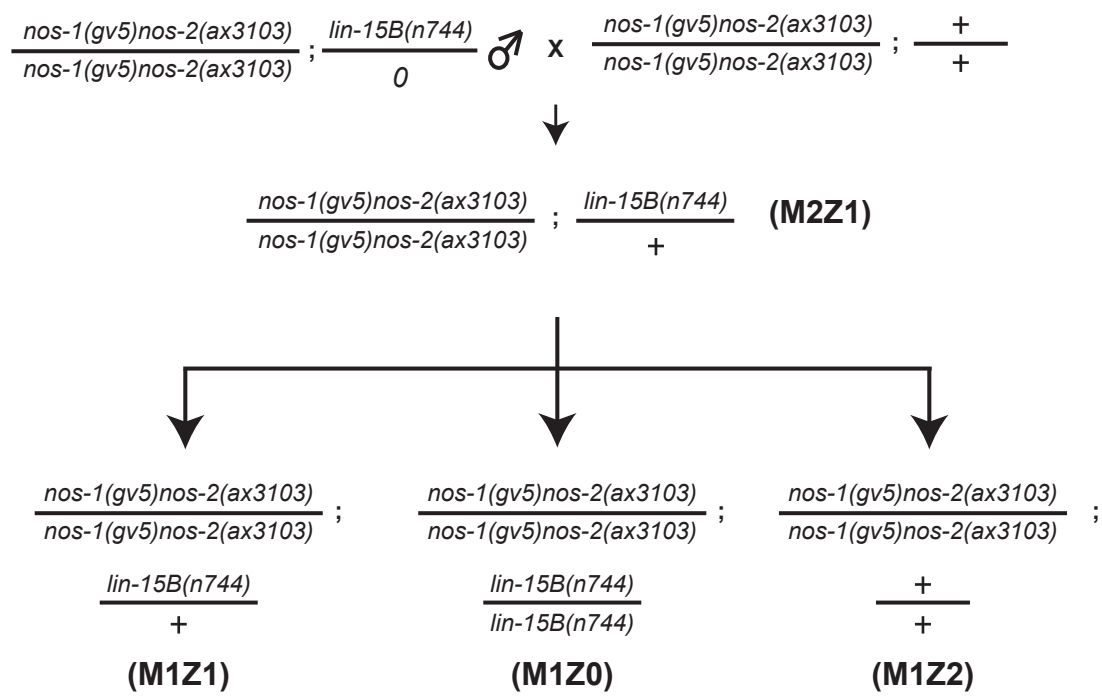 nos-1(gv5)nos-2(ax3103) ; lin-15B(n744) ♂ x nos-1(gv5)nos-2(ax3103) ; +
nos-1(gv5)nos-2(ax3103) 0 nos-1(gv5)nos-2(ax3103) +
nos-1(gv5)nos-2(ax3103) ; lin-15B(n744) (M2Z1)
nos-1(gv5)nos-2(ax3103) +
nos-1(gv5)nos-2(ax3103) ; nos-1(gv5)nos-2(ax3103) ; nos-1(gv5)nos-2(ax3103) ;
nos-1(gv5)nos-2(ax3103) nos-1(gv5)nos-2(ax3103) nos-1(gv5)nos-2(ax3103)
lin-15B(n744) lin-15B(n744) +
+ lin-15B(n744) +
(M1Z1) (M1Z0) (M1Z2)